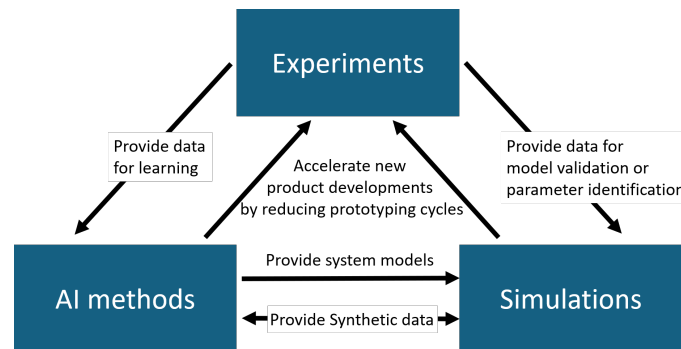 Experiments
Provide data
for learning
Accelerate new
product developments
by reducing prototyping cycles
Provide data for
model validation or
parameter identification
AI methods
Provide system models
Provide Synthetic data
Simulations